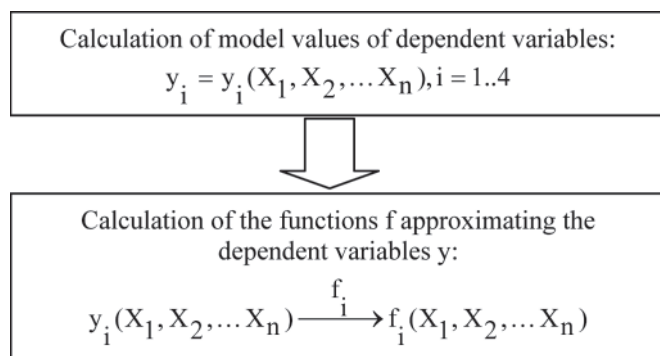 Calculation of model values of dependent variables:
y_i = y_i(X_1, X_2, ... X_n), i = 1..4
Calculation of the functions f approximating the
dependent variables y:
f_i
y_i(X_1, X_2, ... X_n) ⟶ f_i(X_1, X_2, ... X_n)